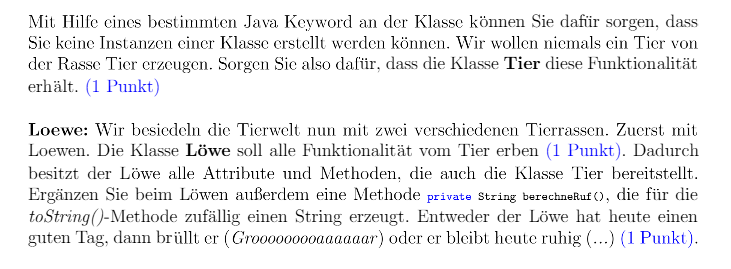 Mit Hilfe eines bestimmten Java Keyword an der Klasse können Sie dafür sorgen, dass
Sie keine Instanzen einer Klasse erstellt werden können. Wir wollen niemals ein Tier von
der Rasse Tier erzeugen. Sorgen Sie also dafür, dass die Klasse Tier diese Funktionalität
erhält. (1 Punkt)
Loewe: Wir besiedeln die Tierwelt nun mit zwei verschiedenen Tierrassen. Zuerst mit
Loewen. Die Klasse Löwe soll alle Funktionalität vom Tier erben (1 Punkt). Dadurch
besitzt der Löwe alle Attribute und Methoden, die auch die Klasse Tier bereitstellt.
Ergänzen Sie beim Löwen außerdem eine Methode private String berechneRuf(), die für die
toString()-Methode zufällig einen String erzeugt. Entweder der Löwe hat heute einen
guten Tag, dann brüllt er (Grooooooooaaaaaar) oder er bleibt heute ruhig (...) (1 Punkt).